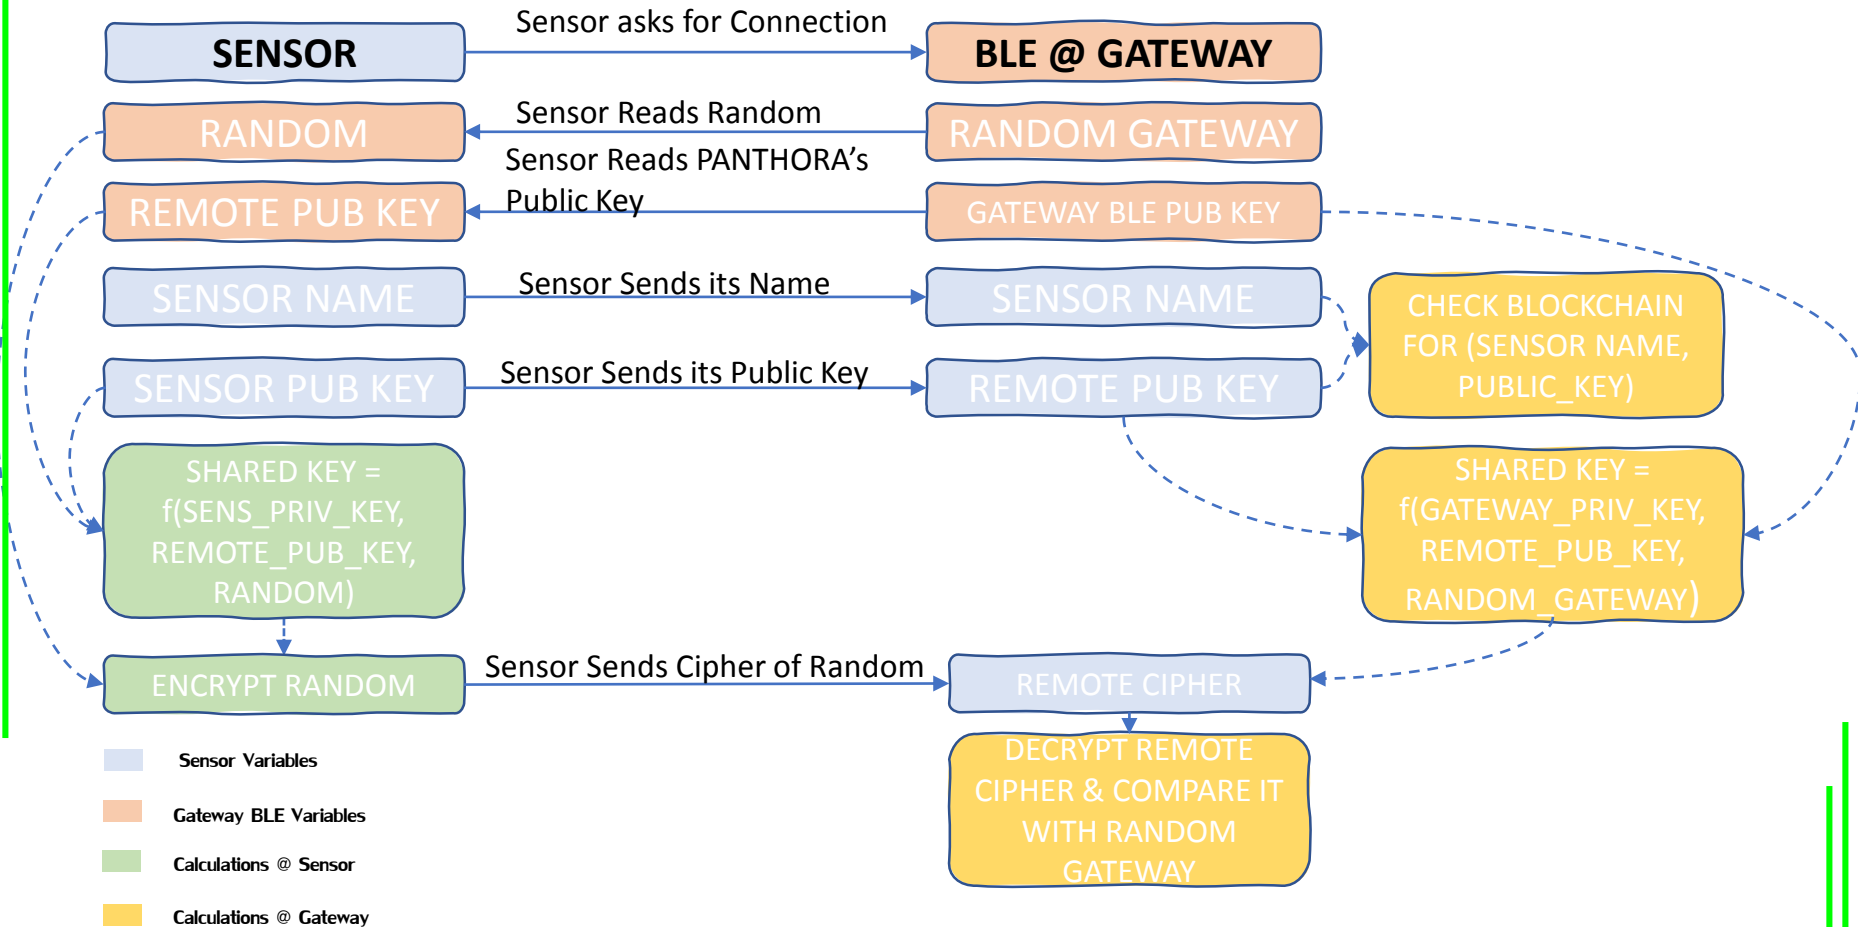 Sensor asks for Connection
SENSOR
BLE @ GATEWAY
Sensor Reads Random
RANDOM
RANDOM GATEWAY
Sensor Reads PANTHORA’s
Public Key
REMOTE PUB KEY
GATEWAY BLE PUB KEY
Sensor Sends its Name
SENSOR NAME
SENSOR NAME
CHECK BLOCKCHAIN
FOR (SENSOR NAME,
PUBLIC_KEY)
Sensor Sends its Public Key
SENSOR PUB KEY
REMOTE PUB KEY
SHARED KEY =
f(SENS_PRIV_KEY,
REMOTE_PUB_KEY,
RANDOM)
SHARED KEY =
f(GATEWAY_PRIV_KEY,
REMOTE_PUB_KEY,
RANDOM_GATEWAY)
Sensor Sends Cipher of Random
ENCRYPT RANDOM
REMOTE CIPHER
DECRYPT REMOTE
CIPHER & COMPARE IT
WITH RANDOM
GATEWAY
Sensor Variables
Gateway BLE Variables
Calculations @ Sensor
Calculations @ Gateway